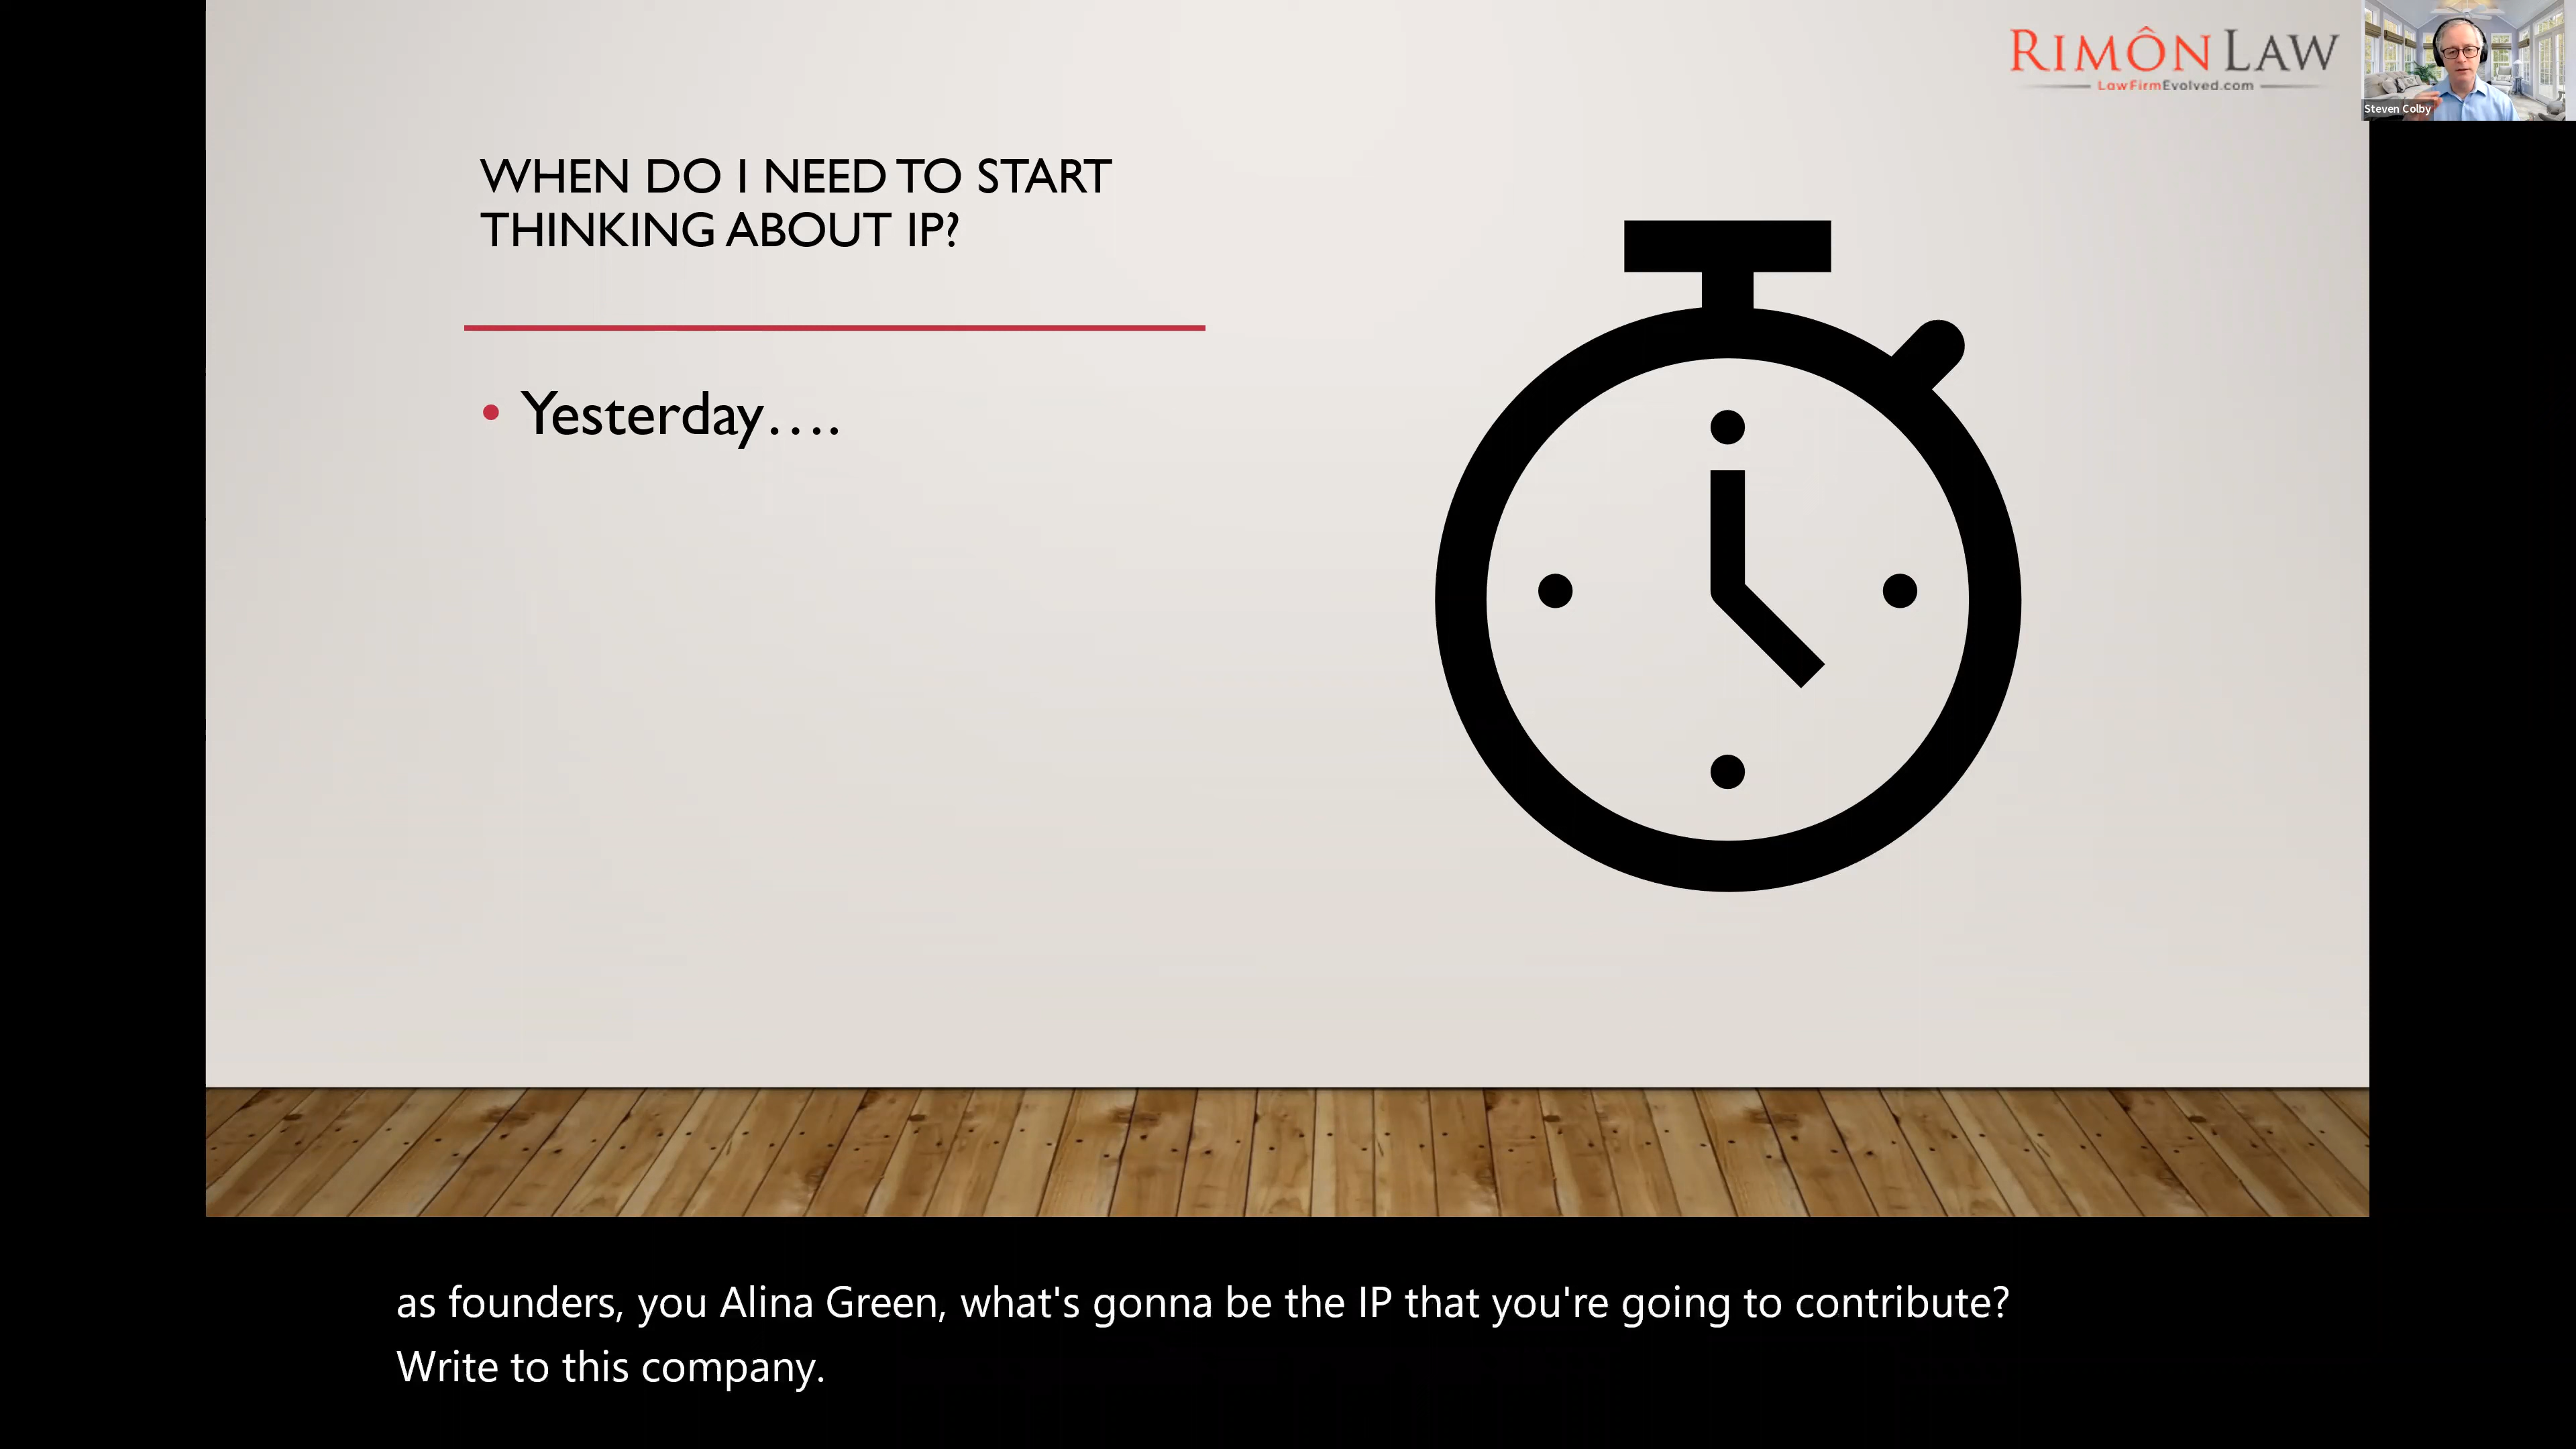 RIMÔN LAW
LawFirmEvolved.com
Steven Colby
WHEN DO I NEED TO START
THINKING ABOUT IP?
• Yesterday....
as founders, you Alina Green, what's gonna be the IP that you're going to contribute?
Write to this company.